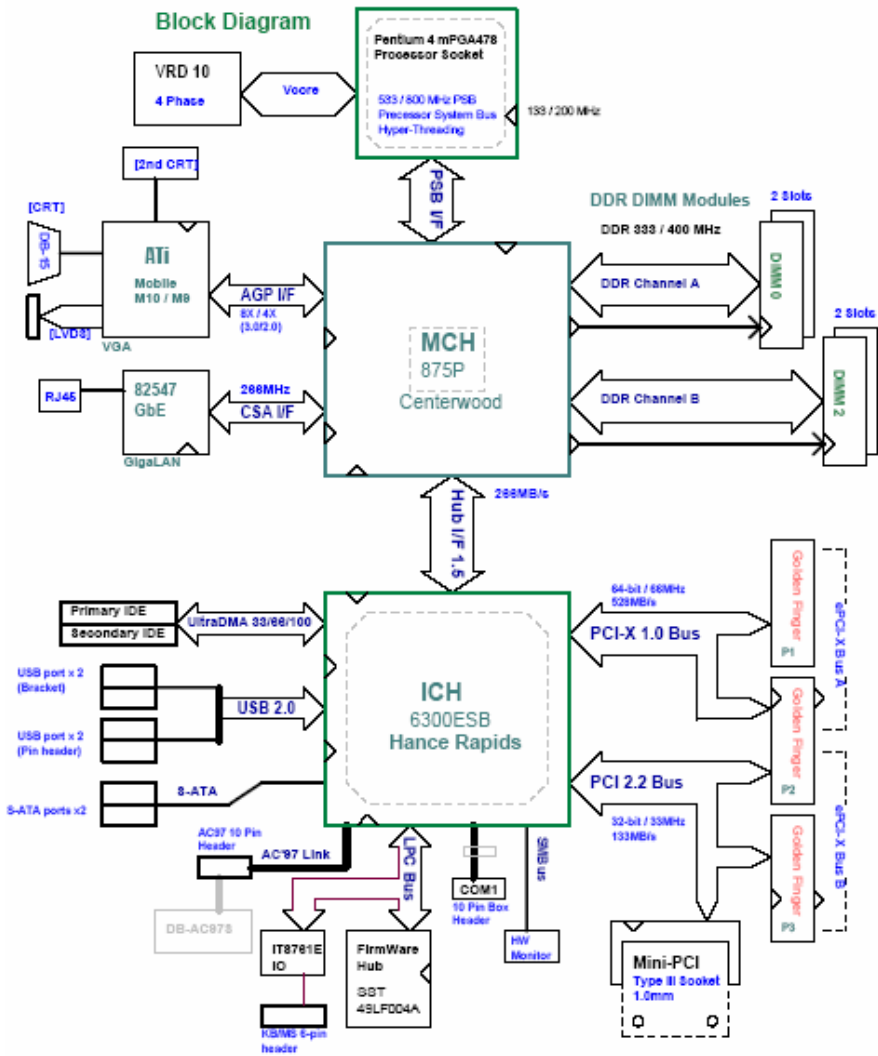 Block Diagram
VRD 10
4 Phase
Vcore
Pentium 4 mPGA478
Processor Socket
533 / 800 MHz PSB
Precessor System Bus
Hyper-Threading
133 / 200 MHz
PSB I/F
[2nd CRT]
[CRT]
DB-15
ATi
Mobile
M10 / M9
[LVDS]
VGA
AGP I/F
8X / 4X
(3.0/2.0)
RJ45
82547
GbE
GigaLAN
266MHz
CSA I/F
MCH
875P
Centerwood
DDR DIMM Modules
DDR 333 / 400 MHz
2 Slots
DDR Channel A
DIMM 0
2 Slots
DDR Channel B
DIMM 2
Hub I/F 1.5
266MB/s
Primary IDE
Secondary IDE
UltraDMA 33/66/100
USB port x 2
(Bracket)
USB port x 2
(Pin header)
USB 2.0
S-ATA ports x2
S-ATA
ICH
6300ESB
Hance Rapids
64-bit / 66MHz
528MB/s
PCI-X 1.0 Bus
PCI 2.2 Bus
32-bit / 33MHz
133MB/s
Golden Finger
P1
Golden Finger
P2
Golden Finger
P3
ePCI-X Bus A
ePCI-X Bus B
AC97 10 Pin
Header
AC'97 Link
DB-AC97S
LPC Bus
IT8761E
IO
KB/MS 6-pin
header
FirmWare
Hub
SST
49LF004A
COM1
10 Pin Box
Header
SMBus
HW
Monitor
Mini-PCI
Type III Socket
1.0mm